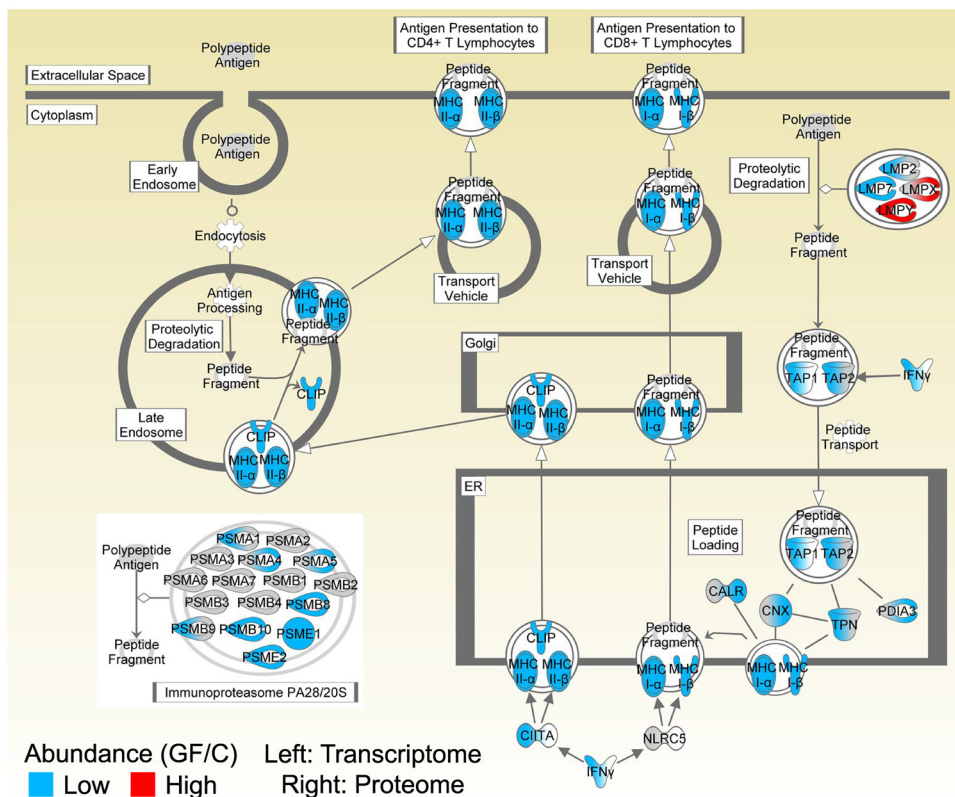 Antigen Presentation to
CD4+ T Lymphocytes
Antigen Presentation to
CD8+ T Lymphocytes
Polypeptide
Antigen
Extracellular Space
Cytoplasm
Peptide
Fragment
MHC
II-α
MHC
II-β
Peptide
Fragment
MHC
I-α
MHC
I-β
Polypeptide
Antigen
Early
Endosome
Endocytosis
Polypeptide
Antigen
Proteolytic
Degradation
LMP2
LMP7
LMPX
LMPY
Peptide
Fragment
Peptide
Fragment
MHC
II-α
MHC
II-β
Transport
Vehicle
Peptide
Fragment
MHC
I-α
MHC
I-β
Transport
Vehicle
Antigen
Processing
Proteolytic
Degradation
Peptide
Fragment
MHC
II-α
MHC
II-β
Peptide
Fragment
CLIP
Late
Endosome
CLIP
MHC
II-α
MHC
II-β
Golgi
CLIP
MHC
II-α
MHC
II-β
Peptide
Fragment
MHC
I-α
MHC
I-β
Peptide
Fragment
TAP1
TAP2
IFNγ
Peptide
Transport
ER
Peptide
Loading
Peptide
Fragment
TAP1
TAP2
CALR
CNX
TPN
PDIA3
CLIP
MHC
II-α
MHC
II-β
Peptide
Fragment
MHC
I-α
MHC
I-β
MHC
I-α
MHC
I-β
CIITA
NLRC5
IFNγ
Polypeptide
Antigen
Peptide
Fragment
PSMA1
PSMA2
PSMA3
PSMA4
PSMA5
PSMA6
PSMA7
PSMB1
PSMB2
PSMB3
PSMB4
PSMB8
PSMB9
PSMB10
PSME1
PSME2
Immunoproteasome PA28/20S
Abundance (GF/C)
Low
High
Left: Transcriptome
Right: Proteome